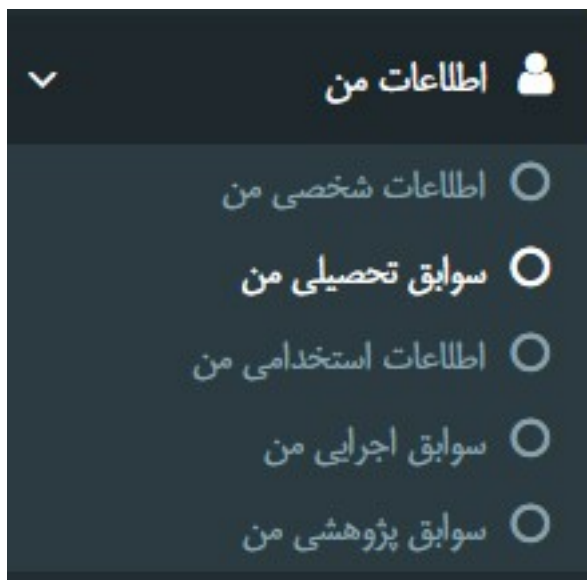 اطلاعات من
اطلاعات شخصی من
سوابق تحصیلی من
اطلاعات استخدامی من
سوابق اجرایی من
سوابق پژوهشی من